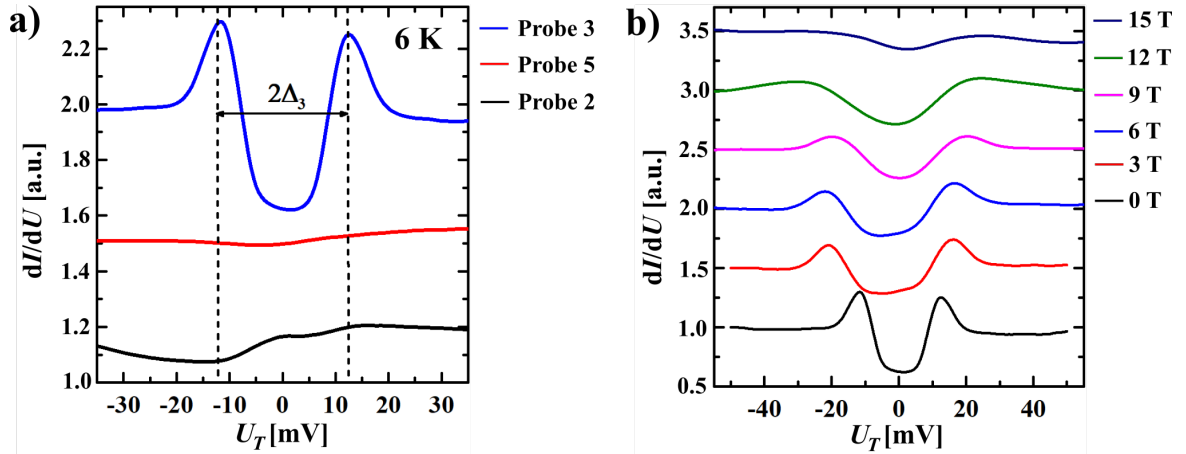 a)
6 K
2Δ3
Probe 3
Probe 5
Probe 2
dI/dU [a.u.]
2.2
2.0
1.8
1.6
1.4
1.2
1.0
-30 -20 -10 0 10 20 30
UT [mV]
b)
dI/dU [a.u.]
3.5
3.0
2.5
2.0
1.5
1.0
0.5
-40 -20 0 20 40
UT [mV]
15 T
12 T
9 T
6 T
3 T
0 T